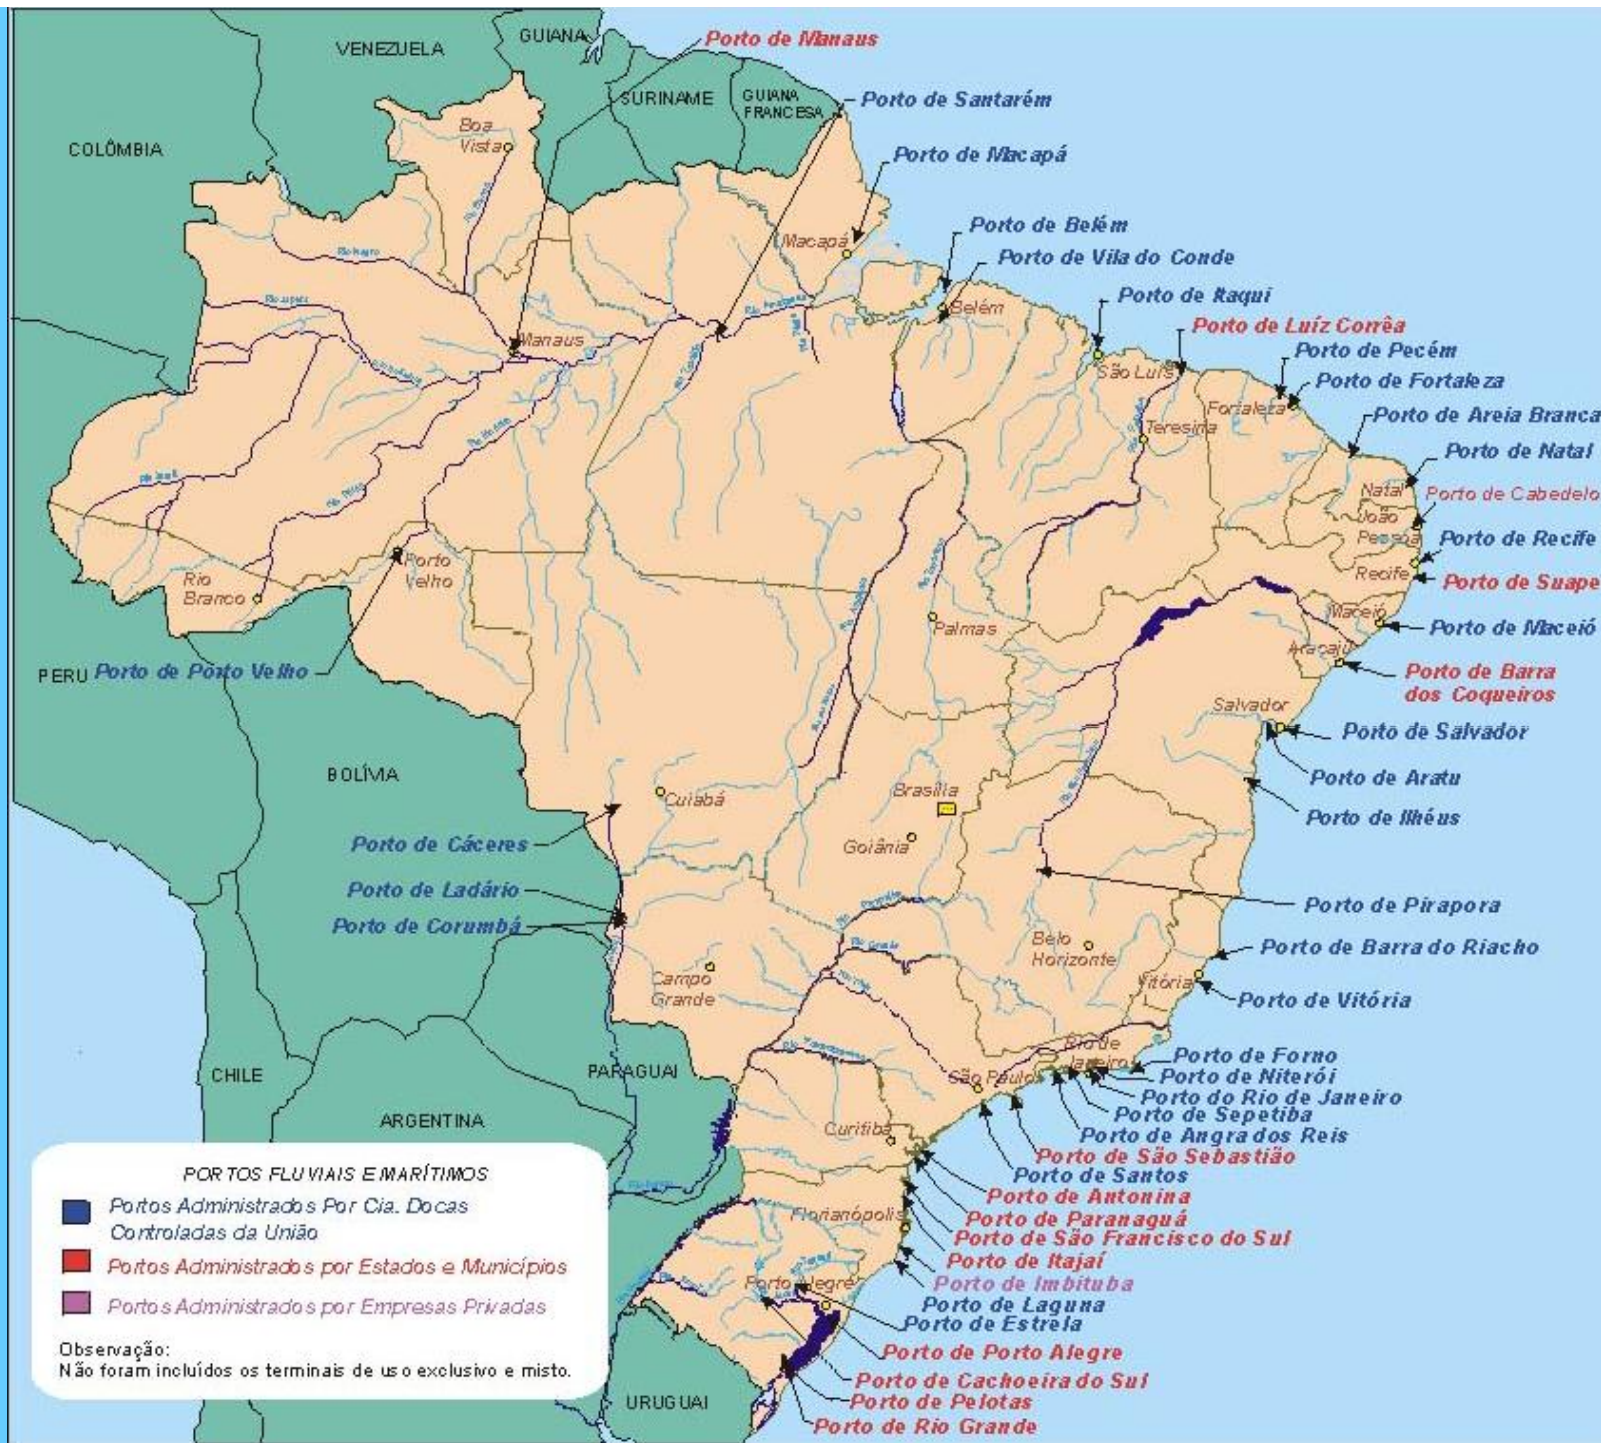 GUIANA
VENEZUELA
Porto de Manaus
SURINAME
GUIANA
FRANCESA
Porto de Santarém
COLÔMBIA
Boa
Vista
Porto de Macapá
Macapá
Porto de Belém
Porto de Vila do Conde
Belém
Porto de Itaqui
Manaus
São Luís
Porto de Luíz Corrêa
Porto de Pecém
Porto de Fortaleza
Fortaleza
Teresina
Porto de Areia Branca
Porto de Natal
Natal
Porto de Cabedelo
João
Pessoa
Porto de Recife
Recife
Porto
Velho
Rio
Branco
Porto de Suape
Maceió
Palmas
Porto de Maceió
Aracaju
PERU
Porto de Porto Velho
Porto de Barra
dos Coqueiros
Salvador
Porto de Salvador
BOLÍVIA
Porto de Aratu
Cuiabá
Brasília
Porto de Ilhéus
Porto de Cáceres
Goiânia
Porto de Ladário
Porto de Corumbá
Porto de Pirapora
Belo
Horizonte
Porto de Barra do Riacho
Campo
Grande
Vitória
Porto de Vitória
Rio de
Janeiro
Porto de Forno
CHILE
PARAGUAI
São Paulo
Porto de Niterói
Porto do Rio de Janeiro
Porto de Sepetiba
ARGENTINA
Curitiba
Porto de Angra dos Reis
Porto de São Sebastião
Porto de Santos
Porto de Antonina
Porto de Paranaguá
Florianópolis
Porto de São Francisco do Sul
Porto de Itajaí
Porto Alegre
Porto de Imbituba
Porto de Laguna
Porto de Estrela
Porto de Porto Alegre
Porto de Cachoeira do Sul
URUGUAI
Porto de Pelotas
Porto de Rio Grande
PORTOS FLUVIAIS E MARÍTIMOS
Portos Administrados Por Cia. Docas
Controladas da União
Portos Administrados por Estados e Municípios
Portos Administrados por Empresas Privadas
Observação:
Não foram incluídos os terminais de uso exclusivo e misto.
Rio Negro
Rio Madeira
Rio Amazonas
Rio Grande